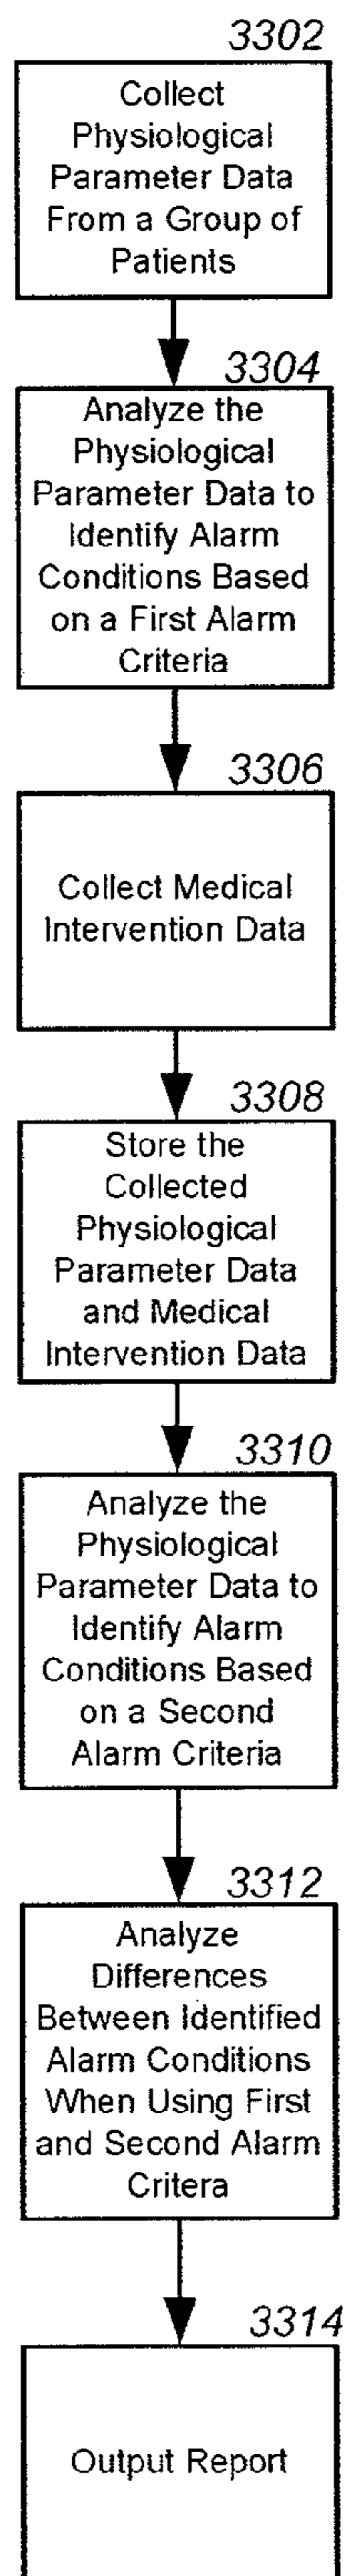 3302
Collect
Physiological
Parameter Data
From a Group of
Patients
3304
Analyze the
Physiological
Parameter Data to
Identify Alarm
Conditions Based
on a First Alarm
Criteria
3306
Collect Medical
Intervention Data
3308
Store the
Collected
Physiological
Parameter Data
and Medical
Intervention Data
3310
Analyze the
Physiological
Parameter Data to
Identify Alarm
Conditions Based
on a Second
Alarm Criteria
3312
Analyze
Differences
Between Identified
Alarm Conditions
When Using First
and Second Alarm
Critera
3314
Output Report